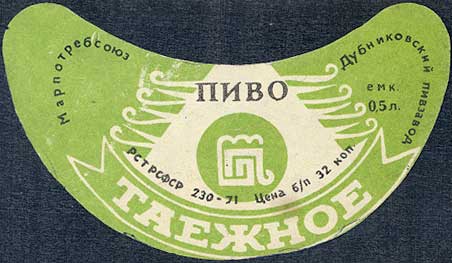 Марпотребсоюз
Дубниковский пивзавод
ПИВО
емк.
0,5 л.
РСТ РСФСР 230-71 Цена б/п 32 коп.
ТАЕЖНОЕ